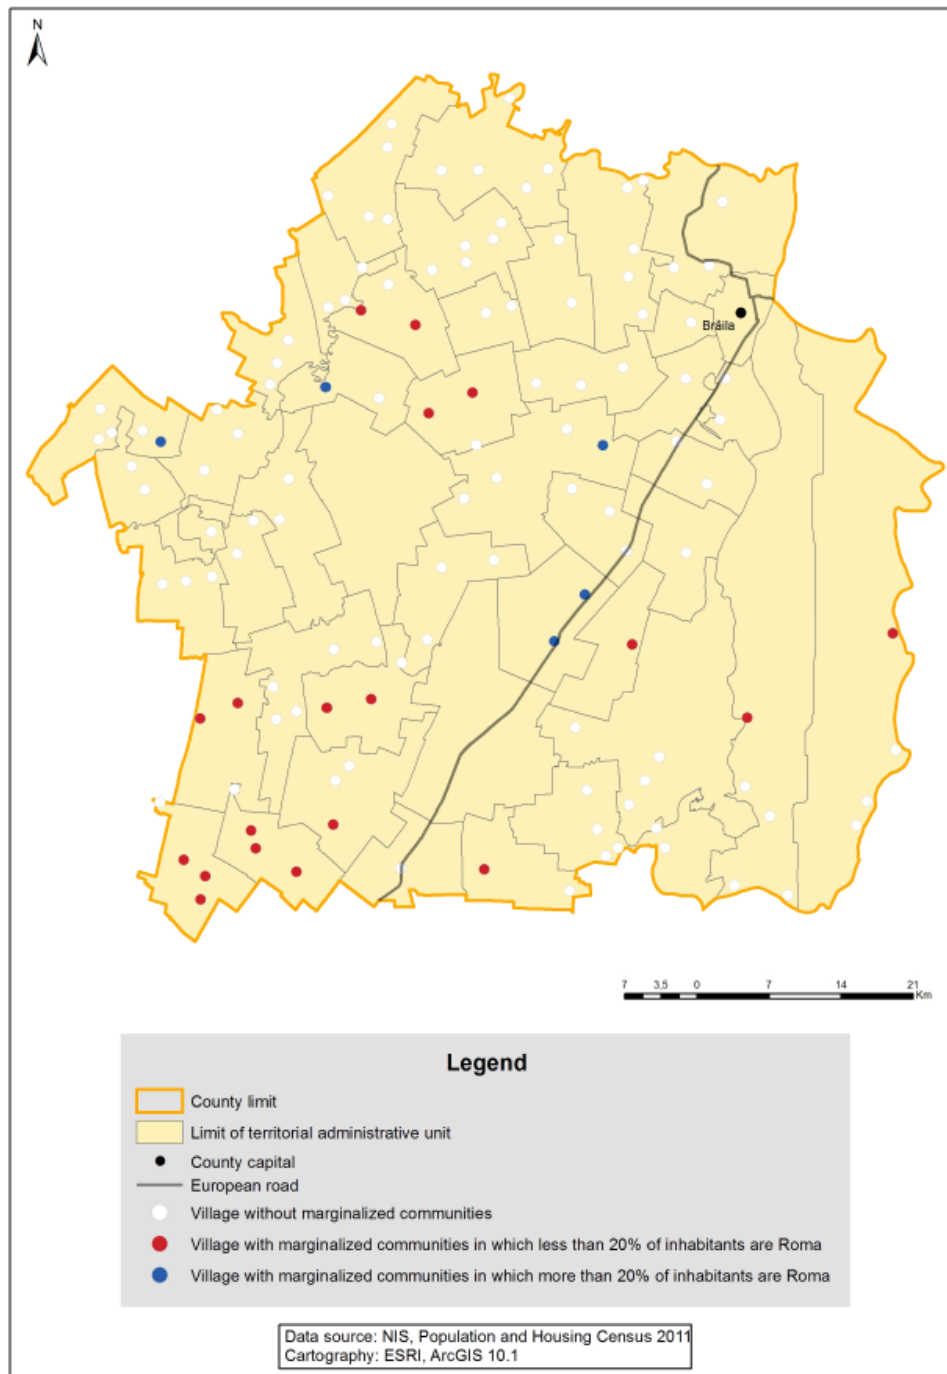 N
Brăila
7 3,5 0 7 14 21
Km
Legend
County limit
Limit of territorial administrative unit
County capital
European road
Village without marginalized communities
Village with marginalized communities in which less than 20% of inhabitants are Roma
Village with marginalized communities in which more than 20% of inhabitants are Roma
Data source: NIS, Population and Housing Census 2011
Cartography: ESRI, ArcGIS 10.1